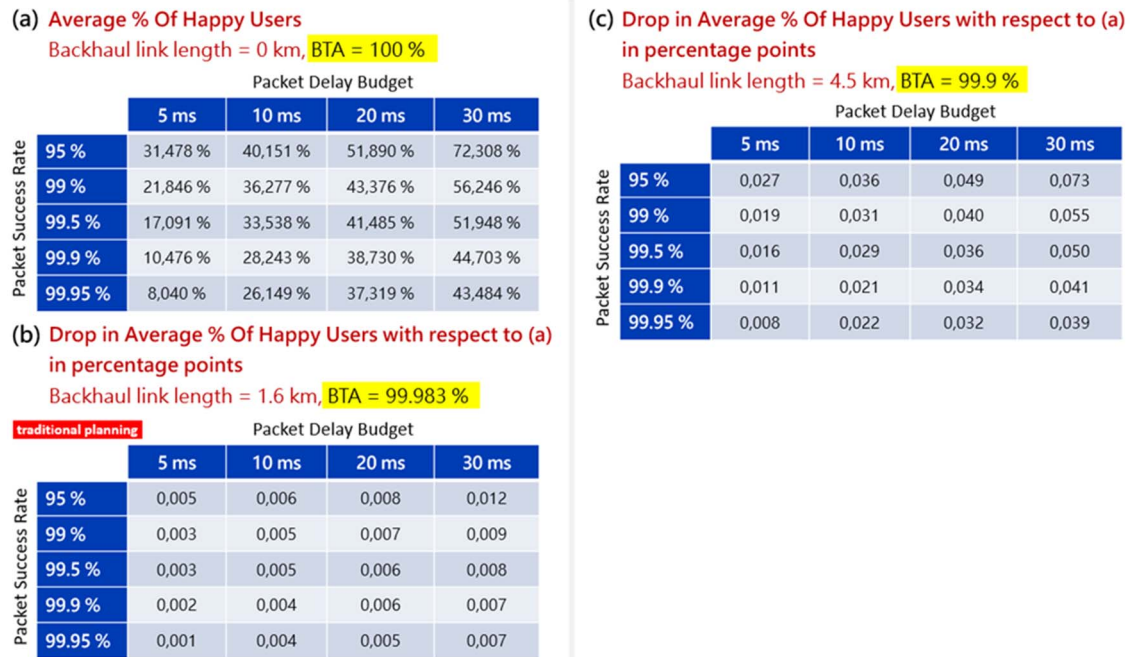 (a) Average % Of Happy Users
Backhaul link length = 0 km, BTA = 100 %
Packet Delay Budget
5 ms 10 ms 20 ms 30 ms
Packet Success Rate
95 % 31,478 % 40,151 % 51,890 % 72,308 %
99 % 21,846 % 36,277 % 43,376 % 56,246 %
99.5 % 17,091 % 33,538 % 41,485 % 51,948 %
99.9 % 10,476 % 28,243 % 38,730 % 44,703 %
99.95 % 8,040 % 26,149 % 37,319 % 43,484 %
(b) Drop in Average % Of Happy Users with respect to (a)
in percentage points
Backhaul link length = 1.6 km, BTA = 99.983 %
traditional planning
Packet Delay Budget
5 ms 10 ms 20 ms 30 ms
Packet Success Rate
95 % 0,005 0,006 0,008 0,012
99 % 0,003 0,005 0,007 0,009
99.5 % 0,003 0,005 0,006 0,008
99.9 % 0,002 0,004 0,006 0,007
99.95 % 0,001 0,004 0,005 0,007
(c) Drop in Average % Of Happy Users with respect to (a)
in percentage points
Backhaul link length = 4.5 km, BTA = 99.9 %
Packet Delay Budget
5 ms 10 ms 20 ms 30 ms
Packet Success Rate
95 % 0,027 0,036 0,049 0,073
99 % 0,019 0,031 0,040 0,055
99.5 % 0,016 0,029 0,036 0,050
99.9 % 0,011 0,021 0,034 0,041
99.95 % 0,008 0,022 0,032 0,039